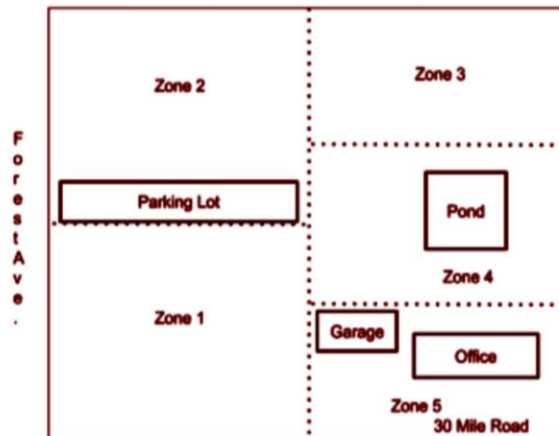 Zone 2
Zone 3
Forest Ave.
Parking Lot
Pond
Zone 4
Zone 1
Garage
Office
Zone 5
30 Mile Road